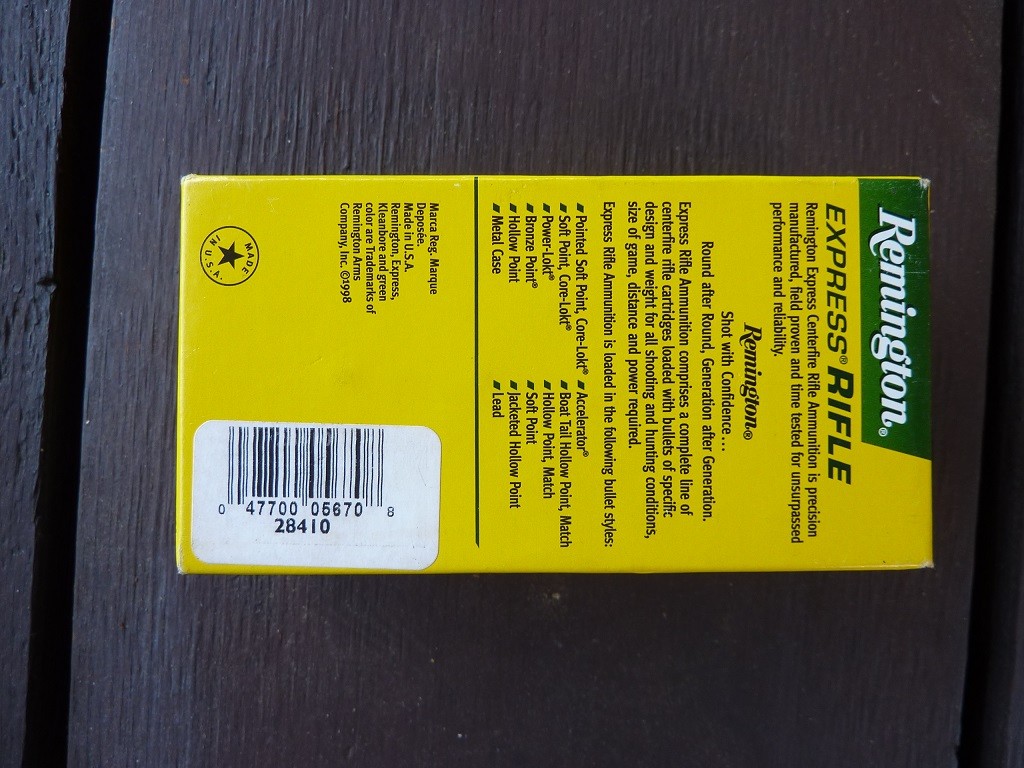 Remington®
EXPRESS® RIFLE
Remington Express Centerfire Rifle Ammunition is precision
manufactured, field proven and time tested for unsurpassed
performance and reliability.
Remington®
Shot with Confidence...
Round after Round, Generation after Generation.
Express Rifle Ammunition comprises a complete line of
centerfire rifle cartridges loaded with bullets of specific
design and weight for all shooting and hunting conditions,
size of game, distance and power required.
Express Rifle Ammunition is loaded in the following bullet styles:
Pointed Soft Point, Core-Lokt®
Soft Point, Core-Lokt®
Power-Lokt®
Bronze Point®
Hollow Point
Metal Case
Accelerator®
Boat Tail Hollow Point, Match
Hollow Point, Match
Soft Point
Jacketed Hollow Point
Lead
Marca Reg. Marque
Deposée.
Made in U.S.A.
Remington, Express,
Kleanbore and green
color are Trademarks of
Remington Arms
Company, Inc. ©1998
MADE IN U.S.A.
0 47700 05670 8
28410